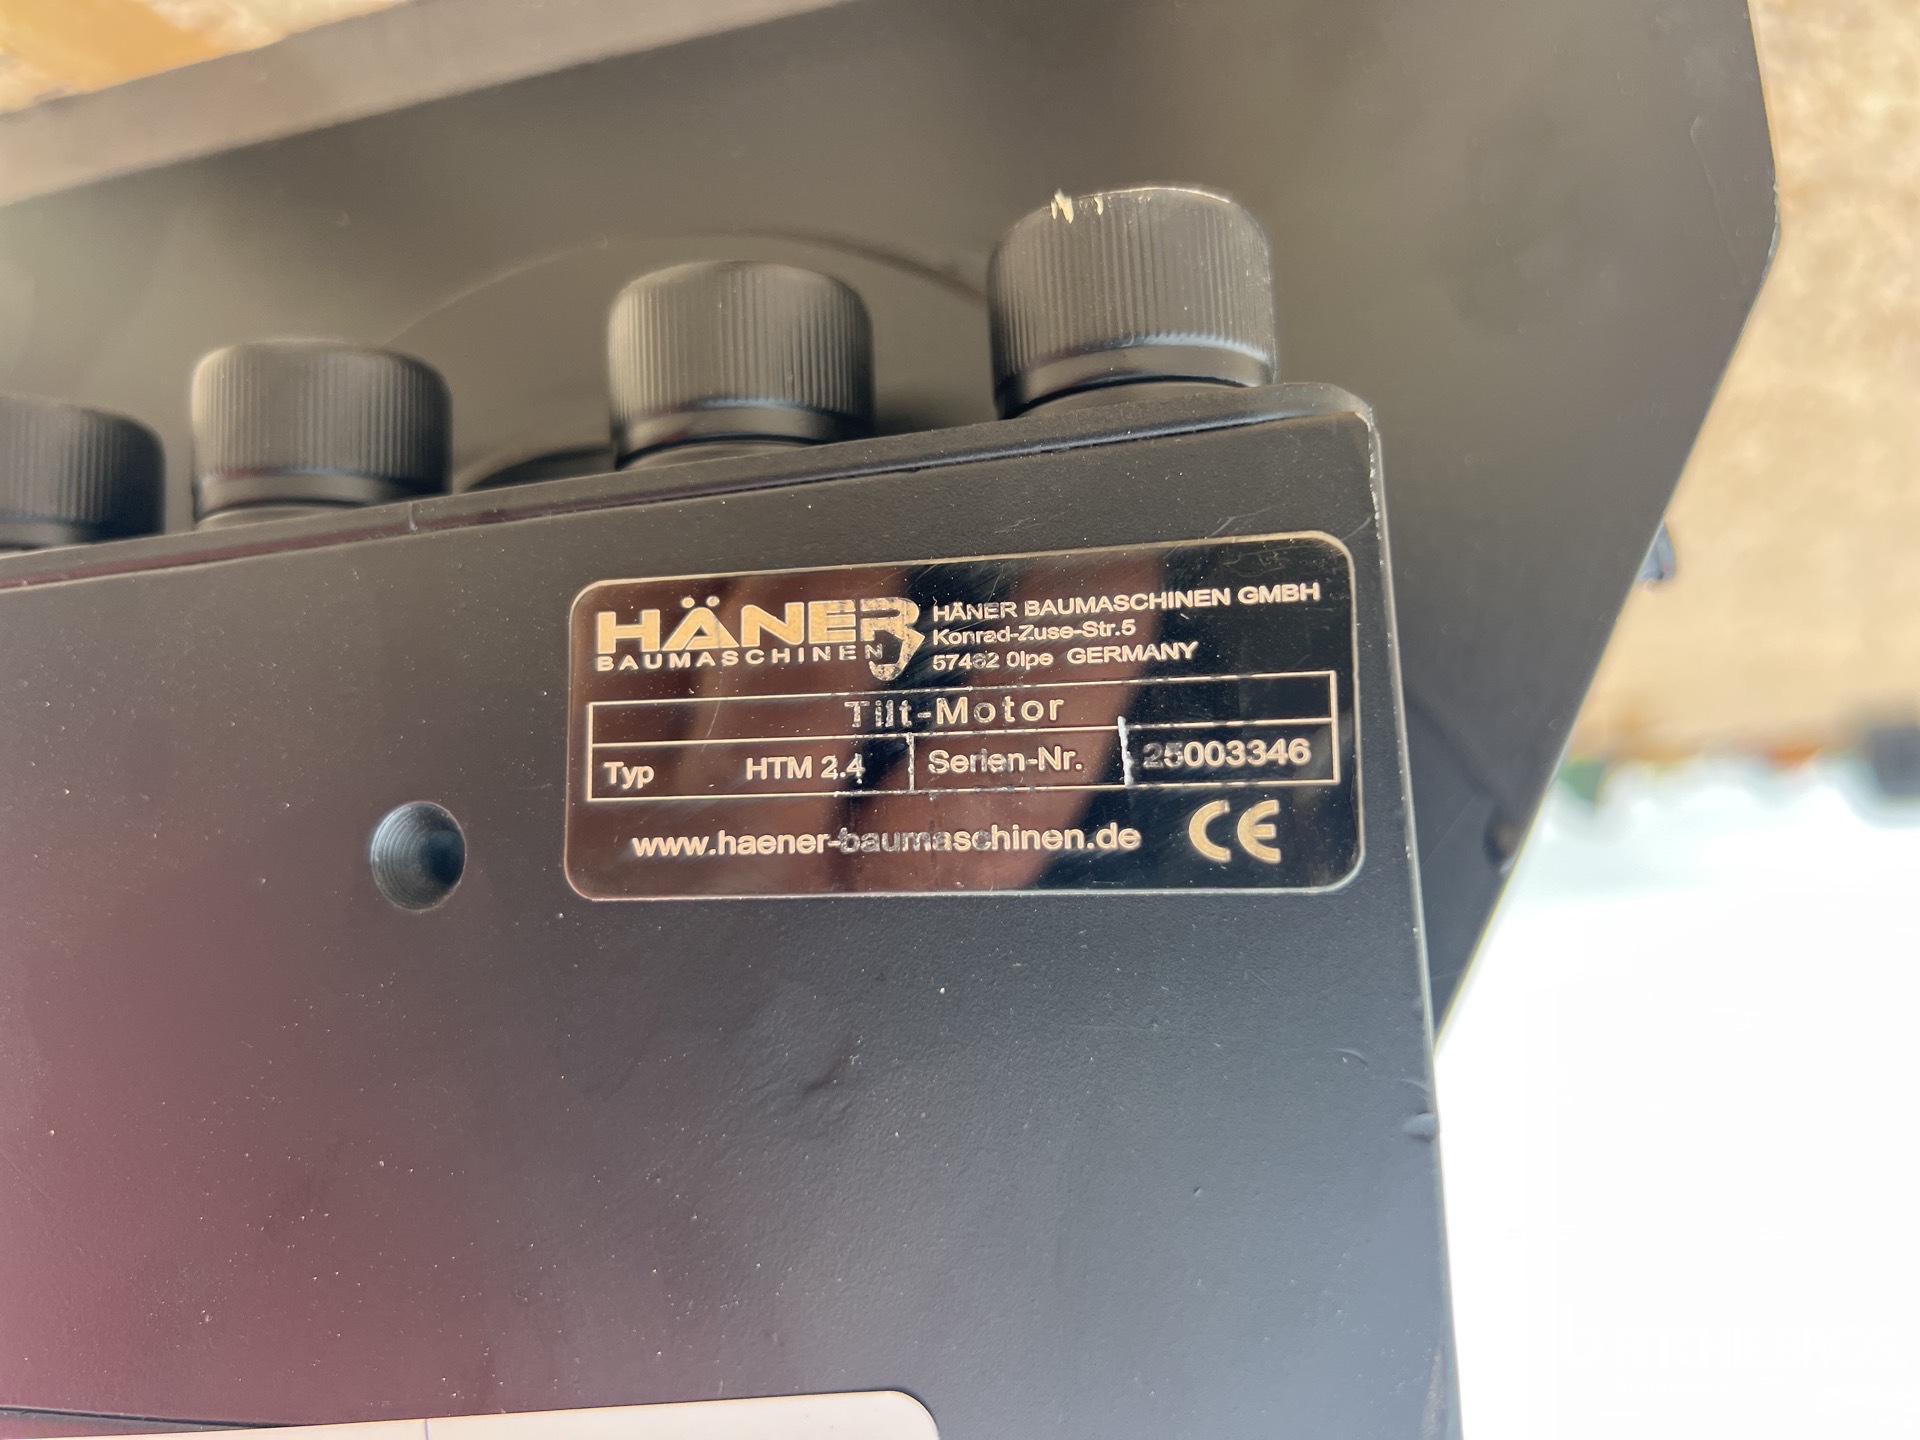 HÄNER
BAUMASCHINEN
HÄNER BAUMASCHINEN GMBH
Konrad-Zuse-Str.5
57462 Olpe GERMANY
Tilt-Motor
Typ HTM 2.4 Serien-Nr. 25003346
www.haener-baumaschinen.de CE